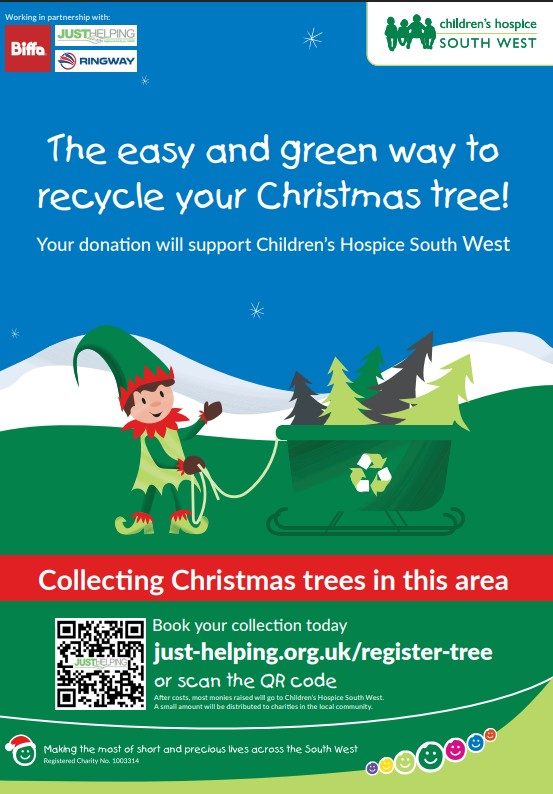 Working in partnership with:
Biffa
JUSTHELPING
RINGWAY
children's hospice
SOUTH WEST
The easy and green way to
recycle your Christmas tree!
Your donation will support Children's Hospice South West
Collecting Christmas trees in this area
JUSTHELPING
Book your collection today
just-helping.org.uk/register-tree
or scan the QR code
After costs, most monies raised will go to Children's Hospice South West.
A small amount will be distributed to charities in the local community.
Making the most of short and precious lives across the South West
Registered Charity No. 1003314